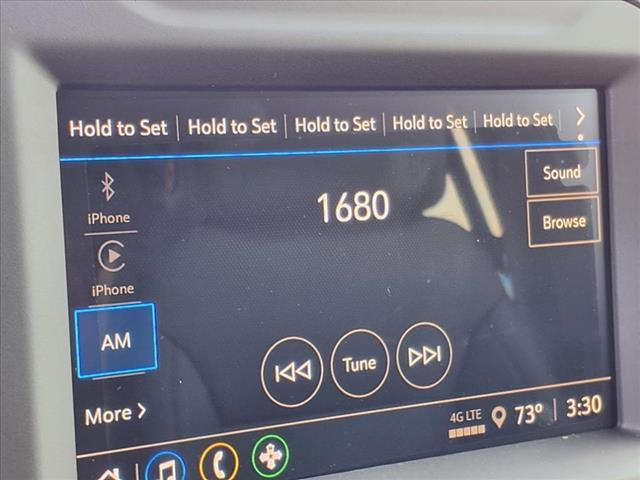 Hold to Set Hold to Set Hold to Set Hold to Set Hold to Set
iPhone
1680
Sound
Browse
iPhone
AM
Tune
More
4G LTE 73° 3:30